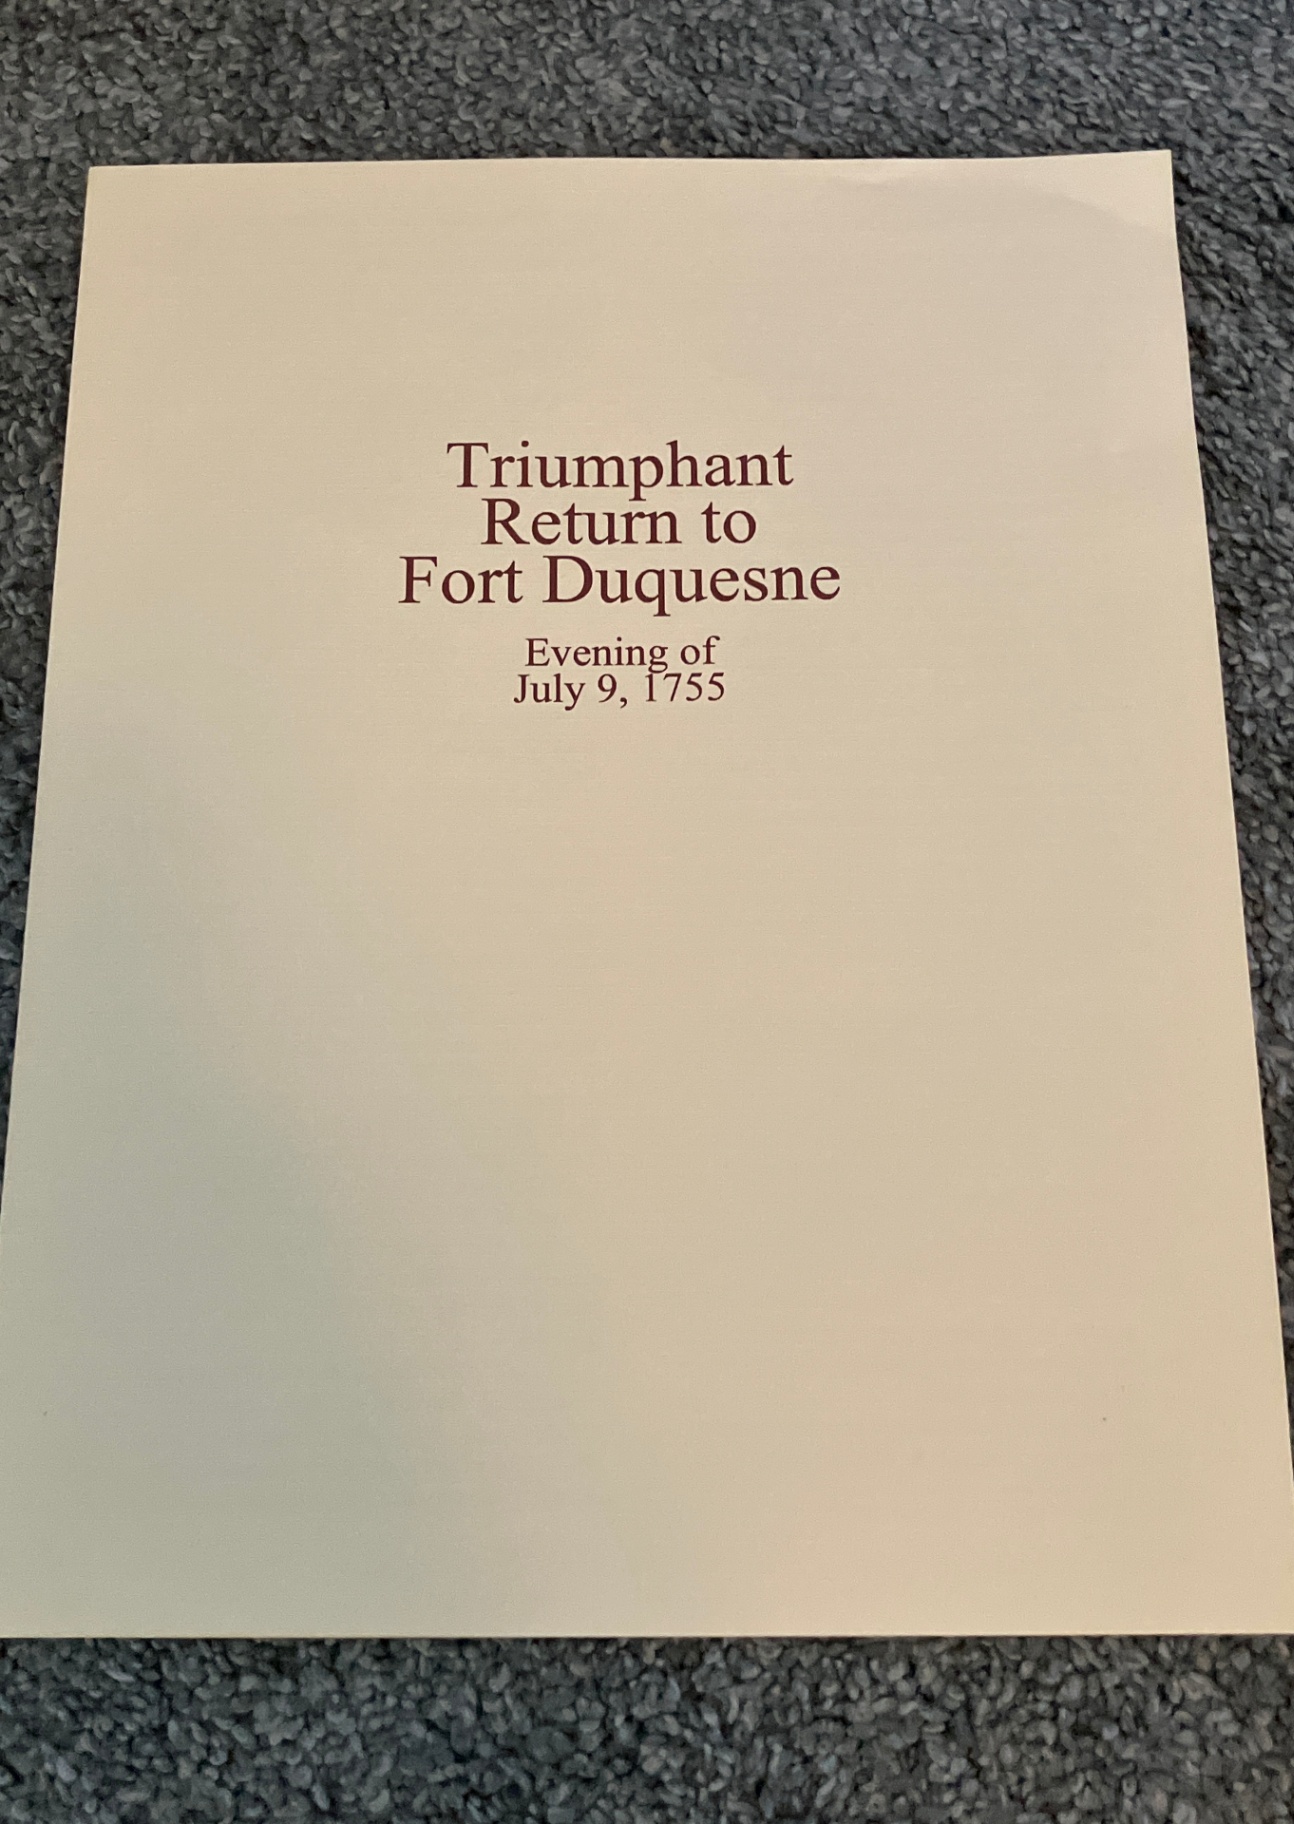 Triumphant
Return to
Fort Duquesne
Evening of
July 9, 1755